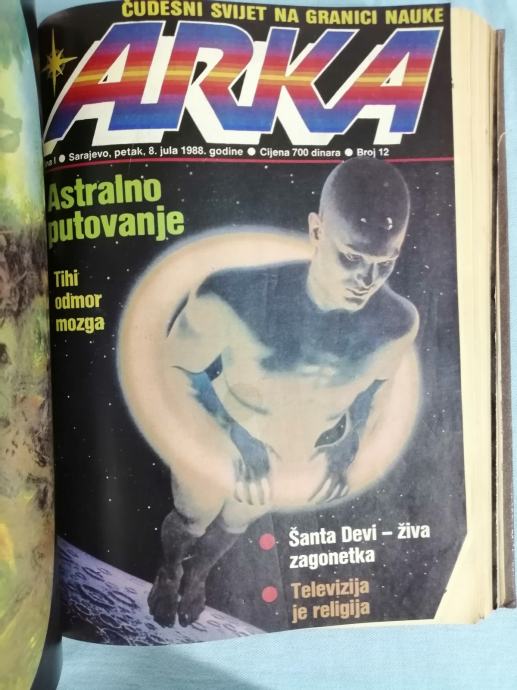 ČUDESNI SVIJET NA GRANICI NAUKE
ARKA
na I • Sarajevo, petak, 8. jula 1988. godine • Cijena 700 dinara • Broj 12
Astralno
putovanje
Tihi
odmor
mozga
Šanta Devi – živa
zagonetka
Televizija
je religija